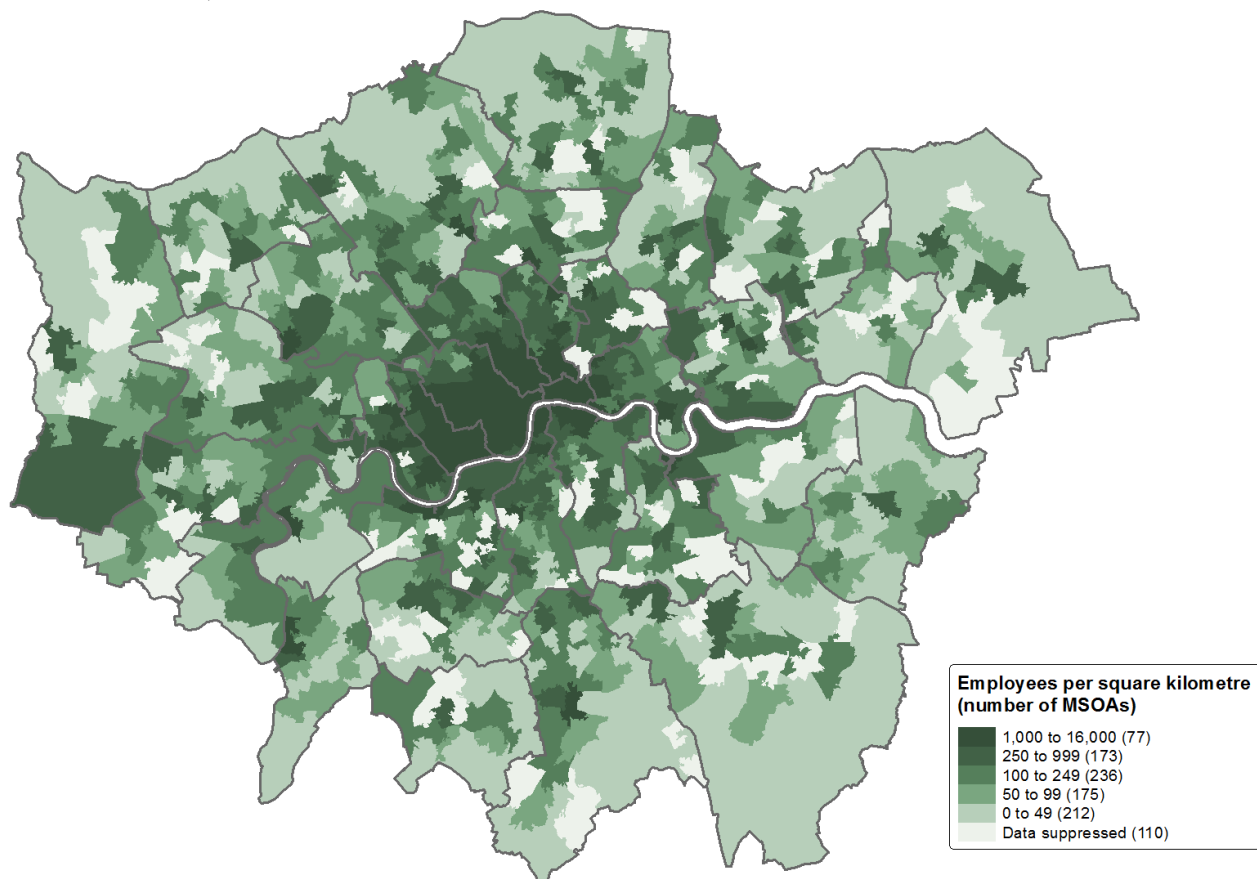 Employees per square kilometre
(number of MSOAs)
1,000 to 16,000 (77)
250 to 999 (173)
100 to 249 (236)
50 to 99 (175)
0 to 49 (212)
Data suppressed (110)